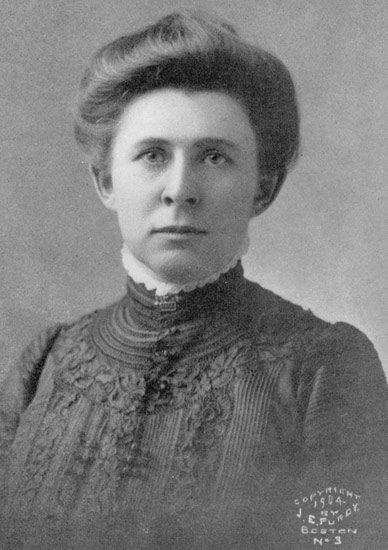 COPYRIGHT
1904
BY
J.E. PURDY.
BOSTON
No 3